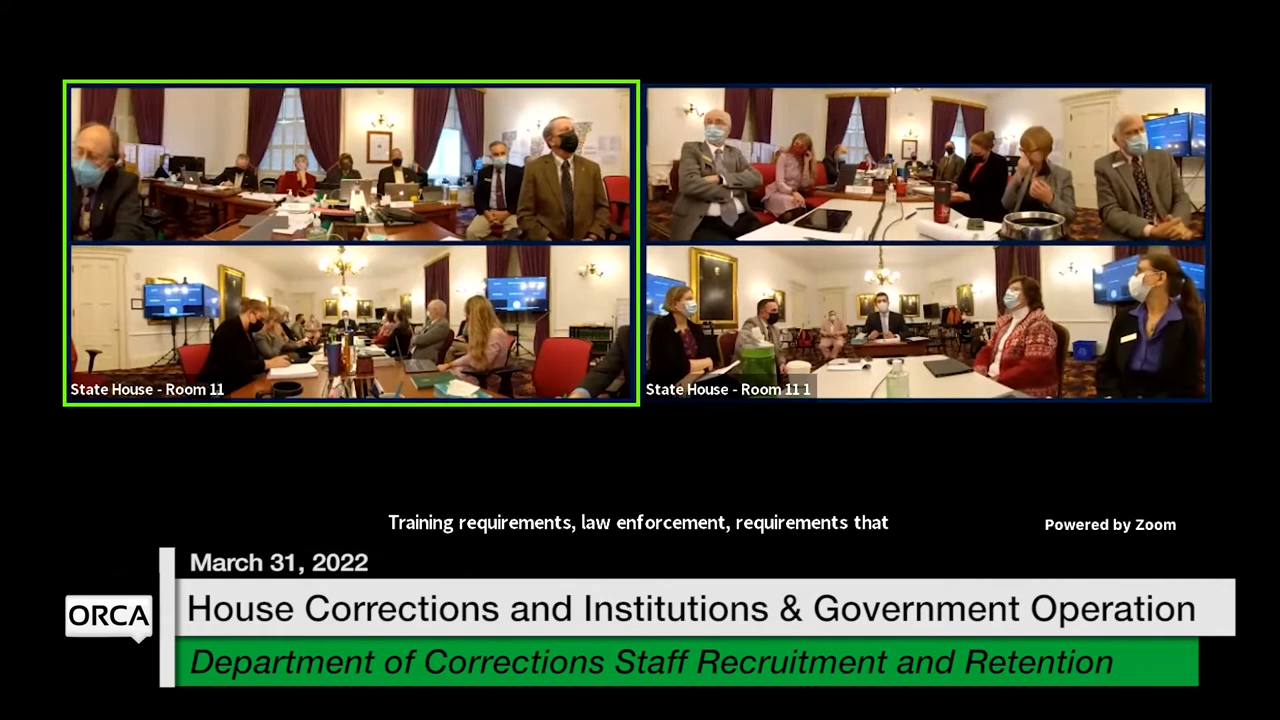 State House - Room 11
State House - Room 11 1
Training requirements, law enforcement, requirements that
Powered by Zoom
March 31, 2022
ORCA
House Corrections and Institutions & Government Operation
Department of Corrections Staff Recruitment and Retention